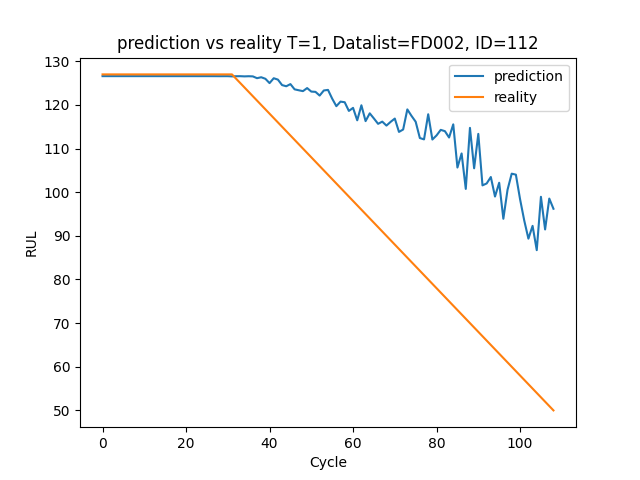 prediction vs reality T=1, Datalist=FD002, ID=112
prediction
reality
130
120
110
100
90
80
70
60
50
RUL
0 20 40 60 80 100
Cycle